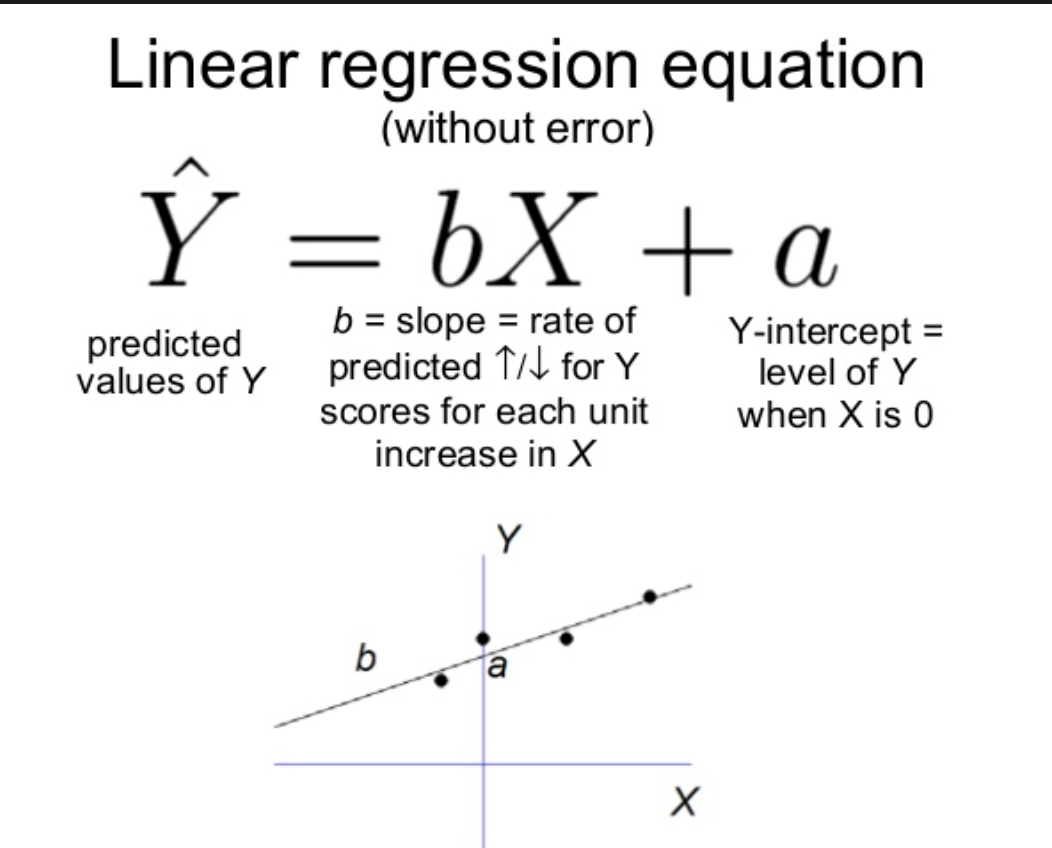 Linear regression equation
(without error)
Ŷ = bX + a
predicted
values of Y
b = slope = rate of
predicted ↑/↓ for Y
scores for each unit
increase in X
Y-intercept =
level of Y
when X is 0
Y
b
a
X